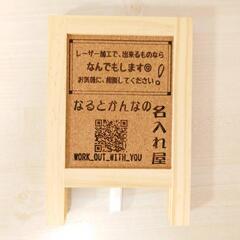 レーザー加工で、出来るものなら
なんでもします◎
お気軽に、相談してください!
なるとかんなの
名入れ屋
WORK_OUT_WITH_YOU